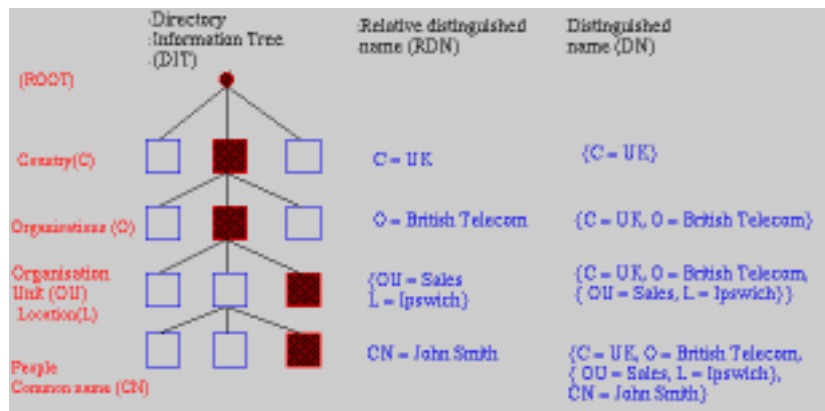 Directory
Information Tree
(DIT)
Relative distinguished
name (RDN)
Distinguished
name (DN)
(ROOT)
Country(C)
C = UK
{C = UK}
Organisations (O)
O = British Telecom
{C = UK, O = British Telecom}
Organisation
Unit (OU)
Location(L)
{OU = Sales
L = Ipswich}
{C = UK, O = British Telecom,
{ OU = Sales, L = Ipswich}}
People
Common name (CN)
CN = John Smith
{C = UK, O = British Telecom,
{ OU = Sales, L = Ipswich},
CN = John Smith}